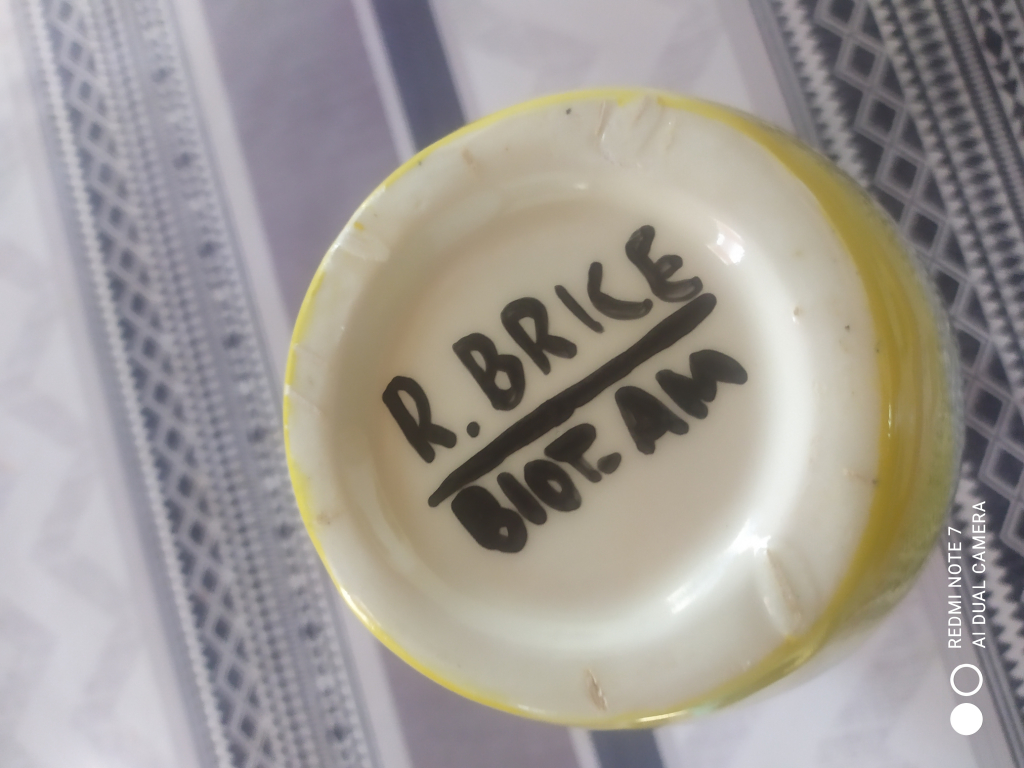 R. BRICE
BIOT. AM
REDMI NOTE 7
AI DUAL CAMERA